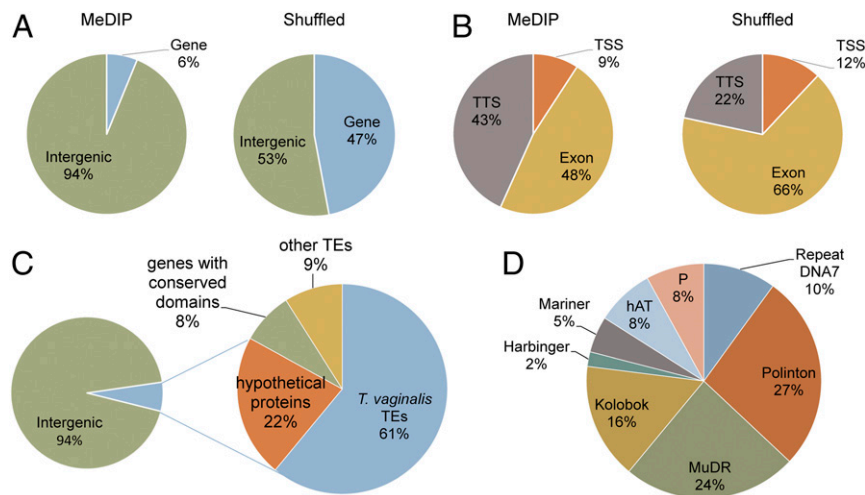 A
MeDIP
Gene
6%
Intergenic
94%
Shuffled
Gene
47%
Intergenic
53%
B
MeDIP
TSS
9%
TTS
43%
Exon
48%
Shuffled
TSS
12%
TTS
22%
Exon
66%
C
Intergenic
94%
genes with
conserved
domains
8%
other TEs
9%
hypothetical
proteins
22%
T. vaginalis
TEs
61%
D
Repeat
DNA7
10%
P
8%
hAT
8%
Mariner
5%
Harbinger
2%
Kolobok
16%
Polinton
27%
MuDR
24%